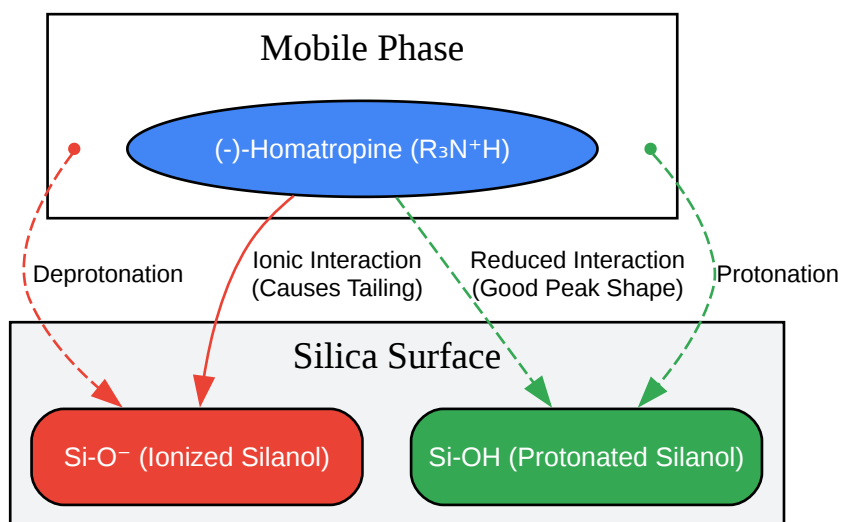 Mobile Phase
(-)-Homatropine (R₃N⁺H)
Deprotonation
Ionic Interaction
(Causes Tailing)
Reduced Interaction
(Good Peak Shape)
Protonation
Silica Surface
Si-O⁻ (Ionized Silanol)
Si-OH (Protonated Silanol)